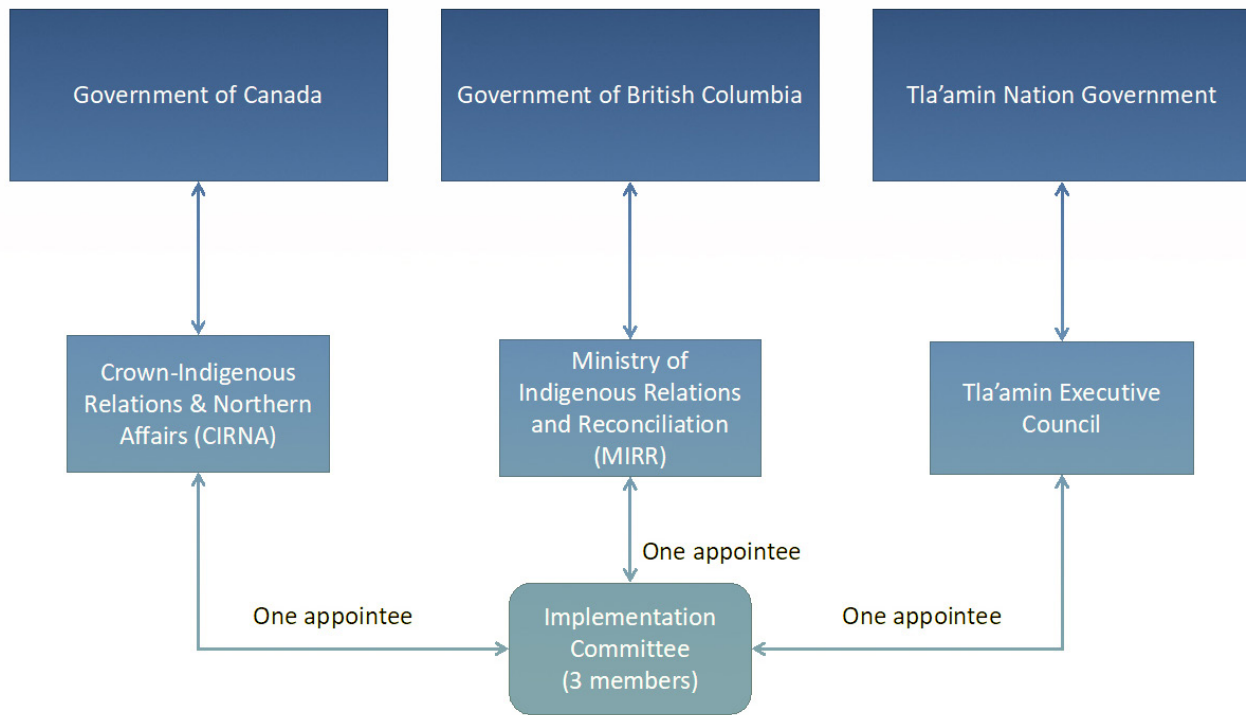 Government of Canada
Government of British Columbia
Tla’amin Nation Government
Crown-Indigenous
Relations & Northern
Affairs (CIRNA)
Ministry of
Indigenous Relations
and Reconciliation
(MIRR)
Tla’amin Executive
Council
One appointee
One appointee
One appointee
Implementation
Committee
(3 members)